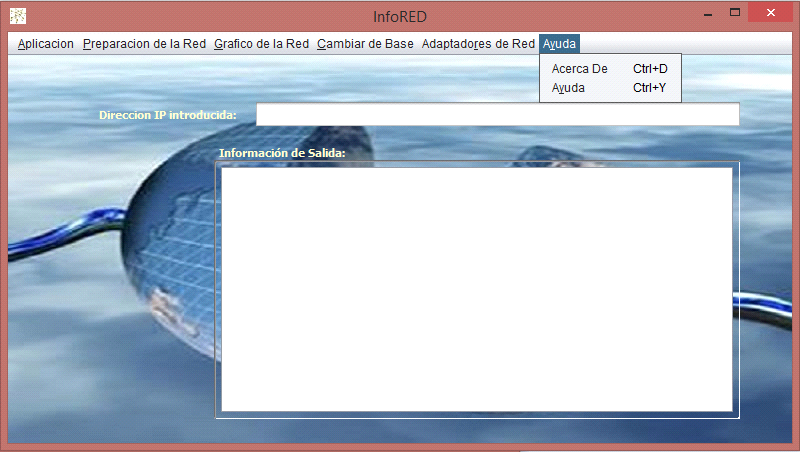 InfoRED
Aplicacion Preparacion de la Red Grafico de la Red Cambiar de Base Adaptadores de Red Ayuda
Acerca De Ctrl+D
Ayuda Ctrl+Y
Direccion IP introducida:
Información de Salida: